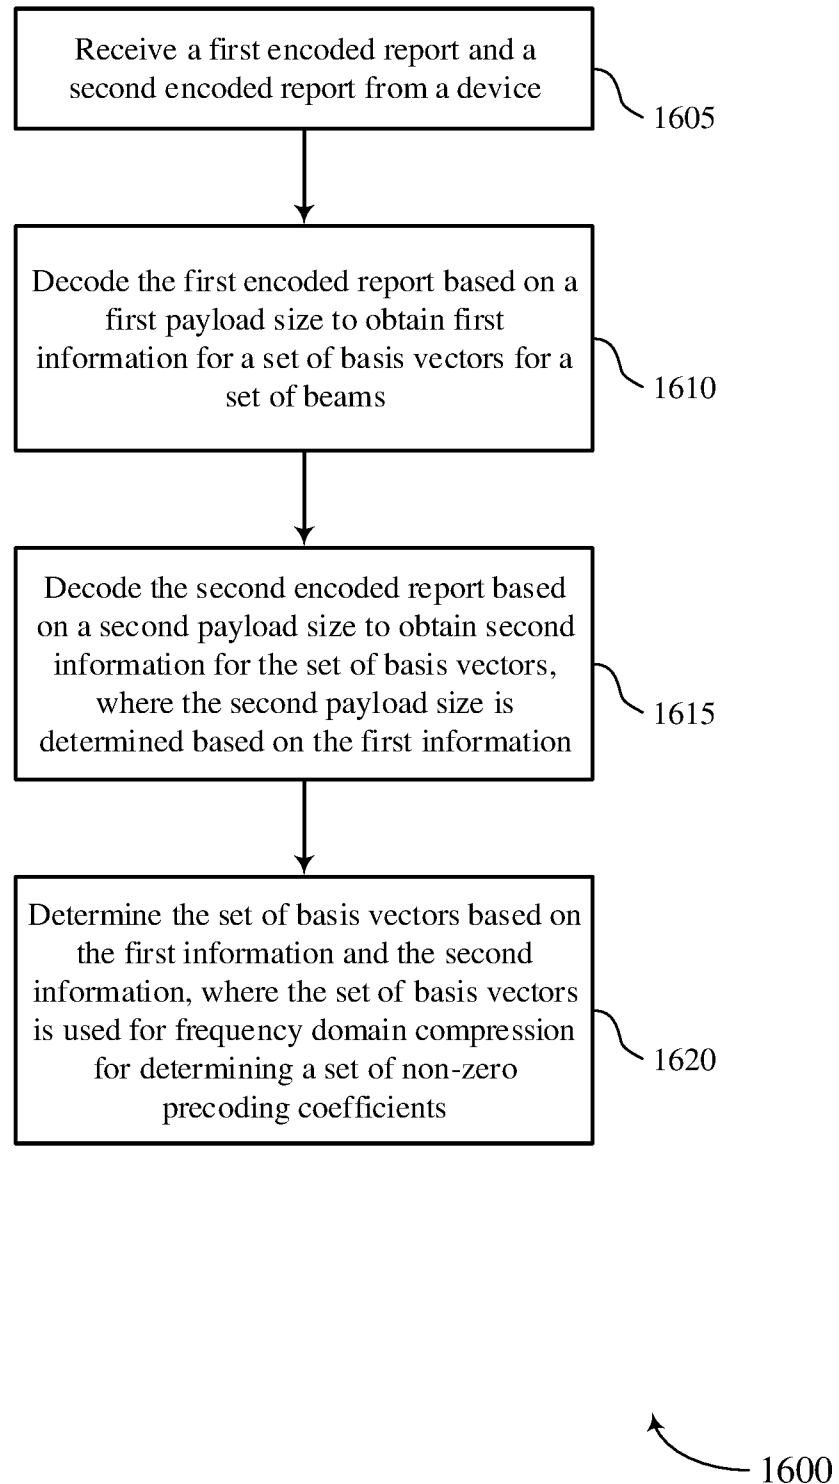 Receive a first encoded report and a
second encoded report from a device
1605
Decode the first encoded report based on a
first payload size to obtain first
information for a set of basis vectors for a
set of beams
1610
Decode the second encoded report based
on a second payload size to obtain second
information for the set of basis vectors,
where the second payload size is
determined based on the first information
1615
Determine the set of basis vectors based on
the first information and the second
information, where the set of basis vectors
is used for frequency domain compression
for determining a set of non-zero
precoding coefficients
1620
1600